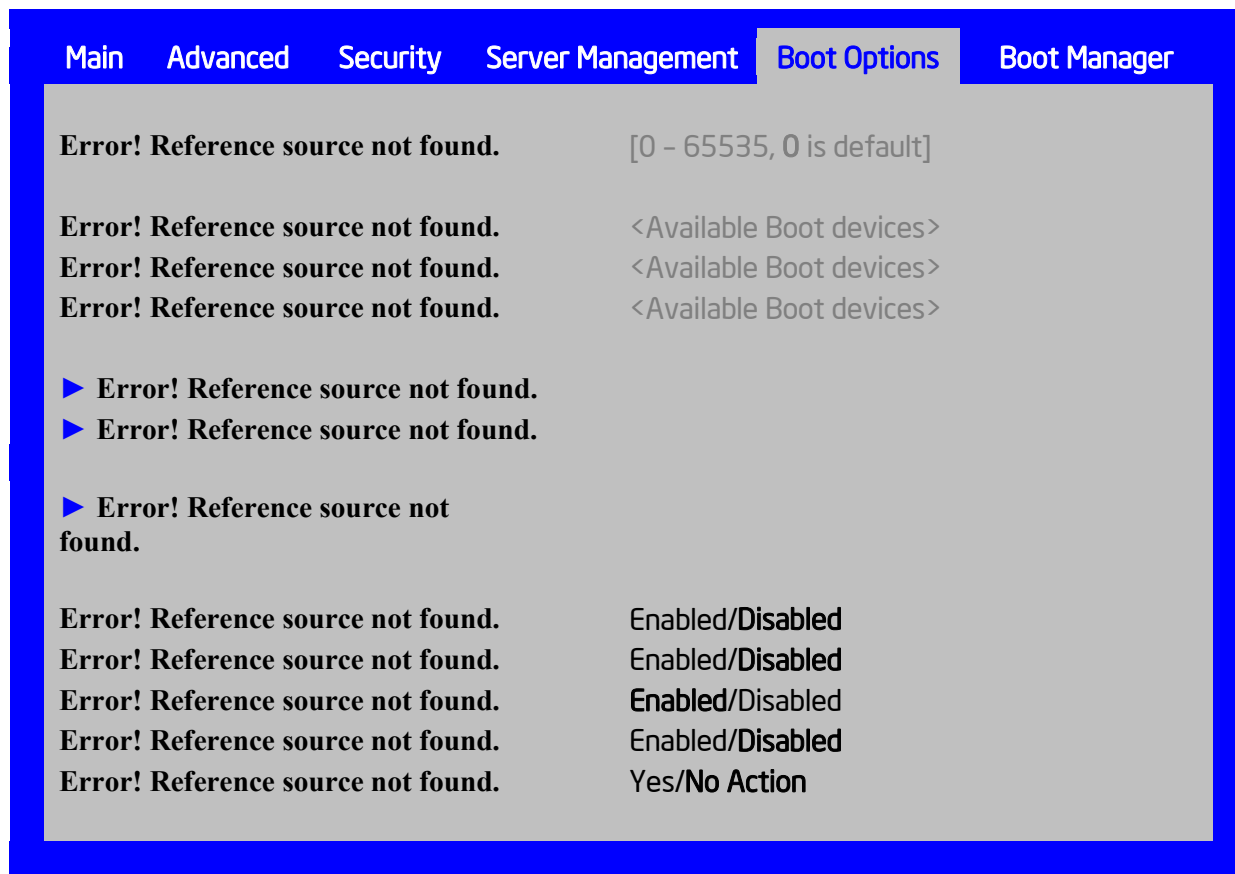 Main Advanced Security Server Management Boot Options Boot Manager
Error! Reference source not found. [0 – 65535, 0 is default]
Error! Reference source not found. <Available Boot devices>
Error! Reference source not found. <Available Boot devices>
Error! Reference source not found. <Available Boot devices>
► Error! Reference source not found.
► Error! Reference source not found.
► Error! Reference source not
found.
Error! Reference source not found. Enabled/Disabled
Error! Reference source not found. Enabled/Disabled
Error! Reference source not found. Enabled/Disabled
Error! Reference source not found. Enabled/Disabled
Error! Reference source not found. Yes/No Action